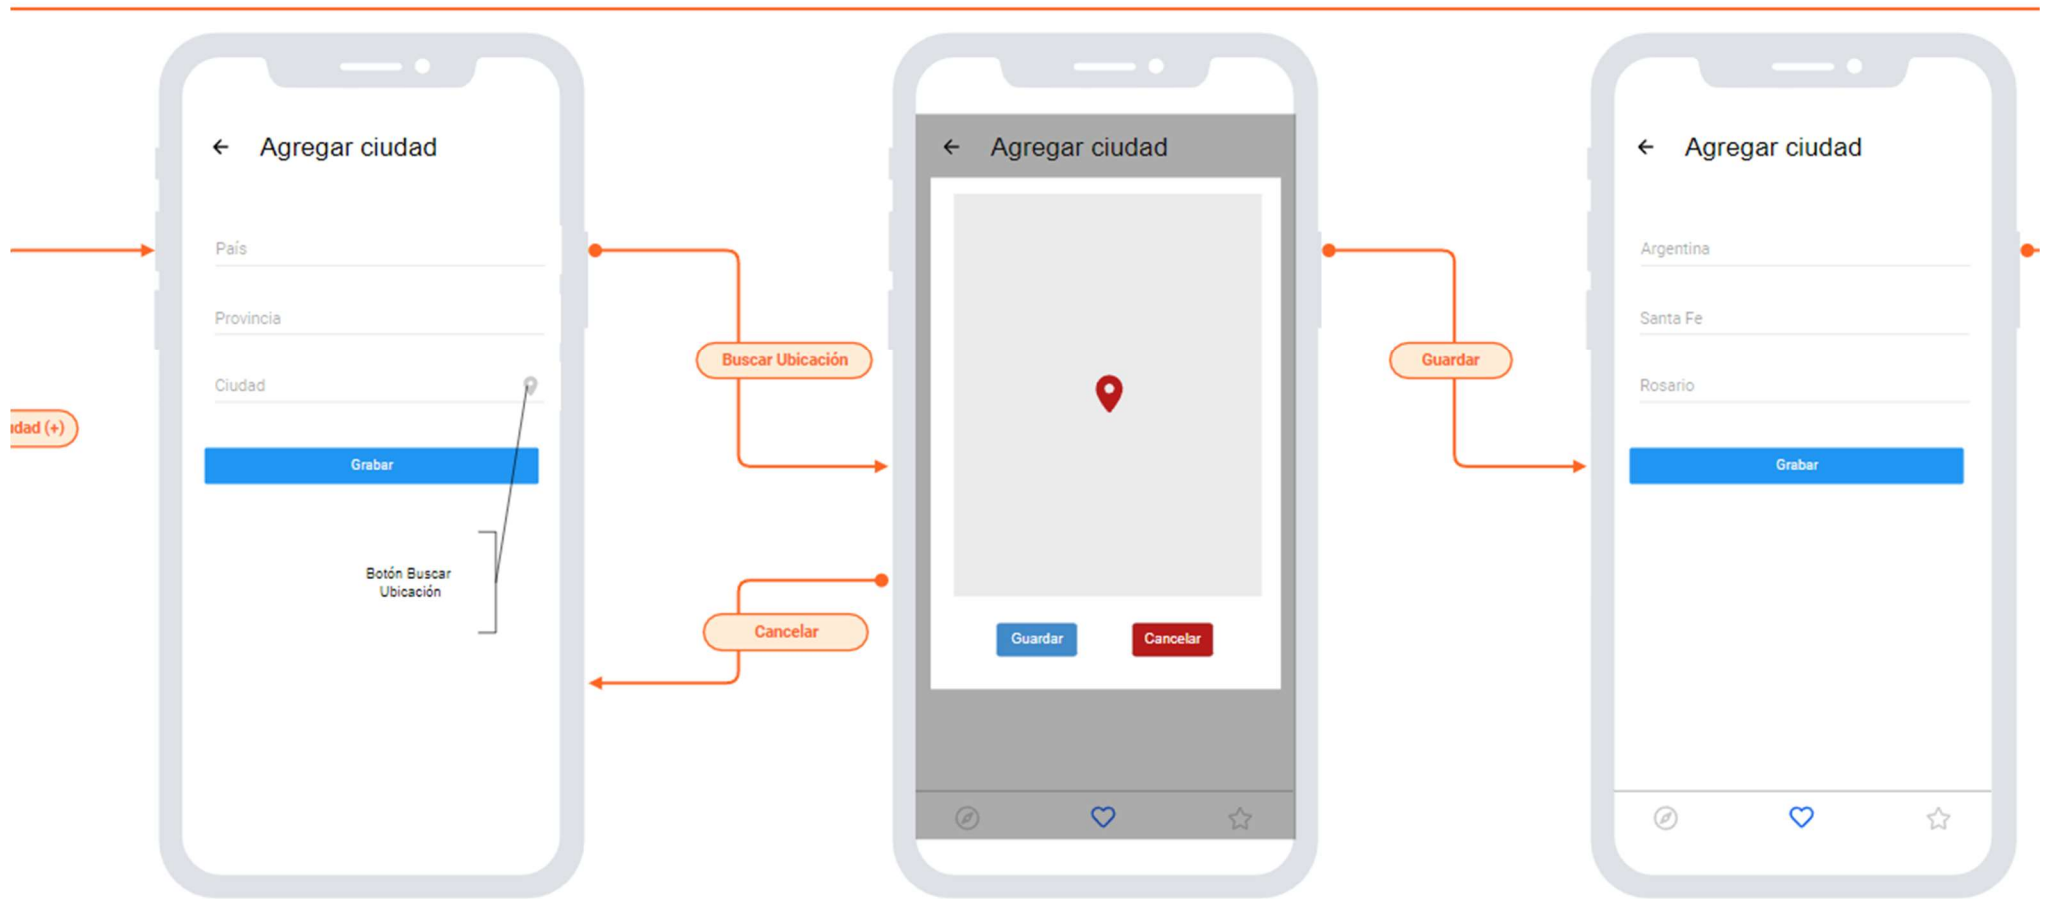 Agregar ciudad
País
Provincia
Ciudad
Grabar
Botón Buscar
Ubicación
(+)
Buscar Ubicación
Cancelar
Agregar ciudad
Guardar
Cancelar
Guardar
Agregar ciudad
Argentina
Santa Fe
Rosario
Grabar